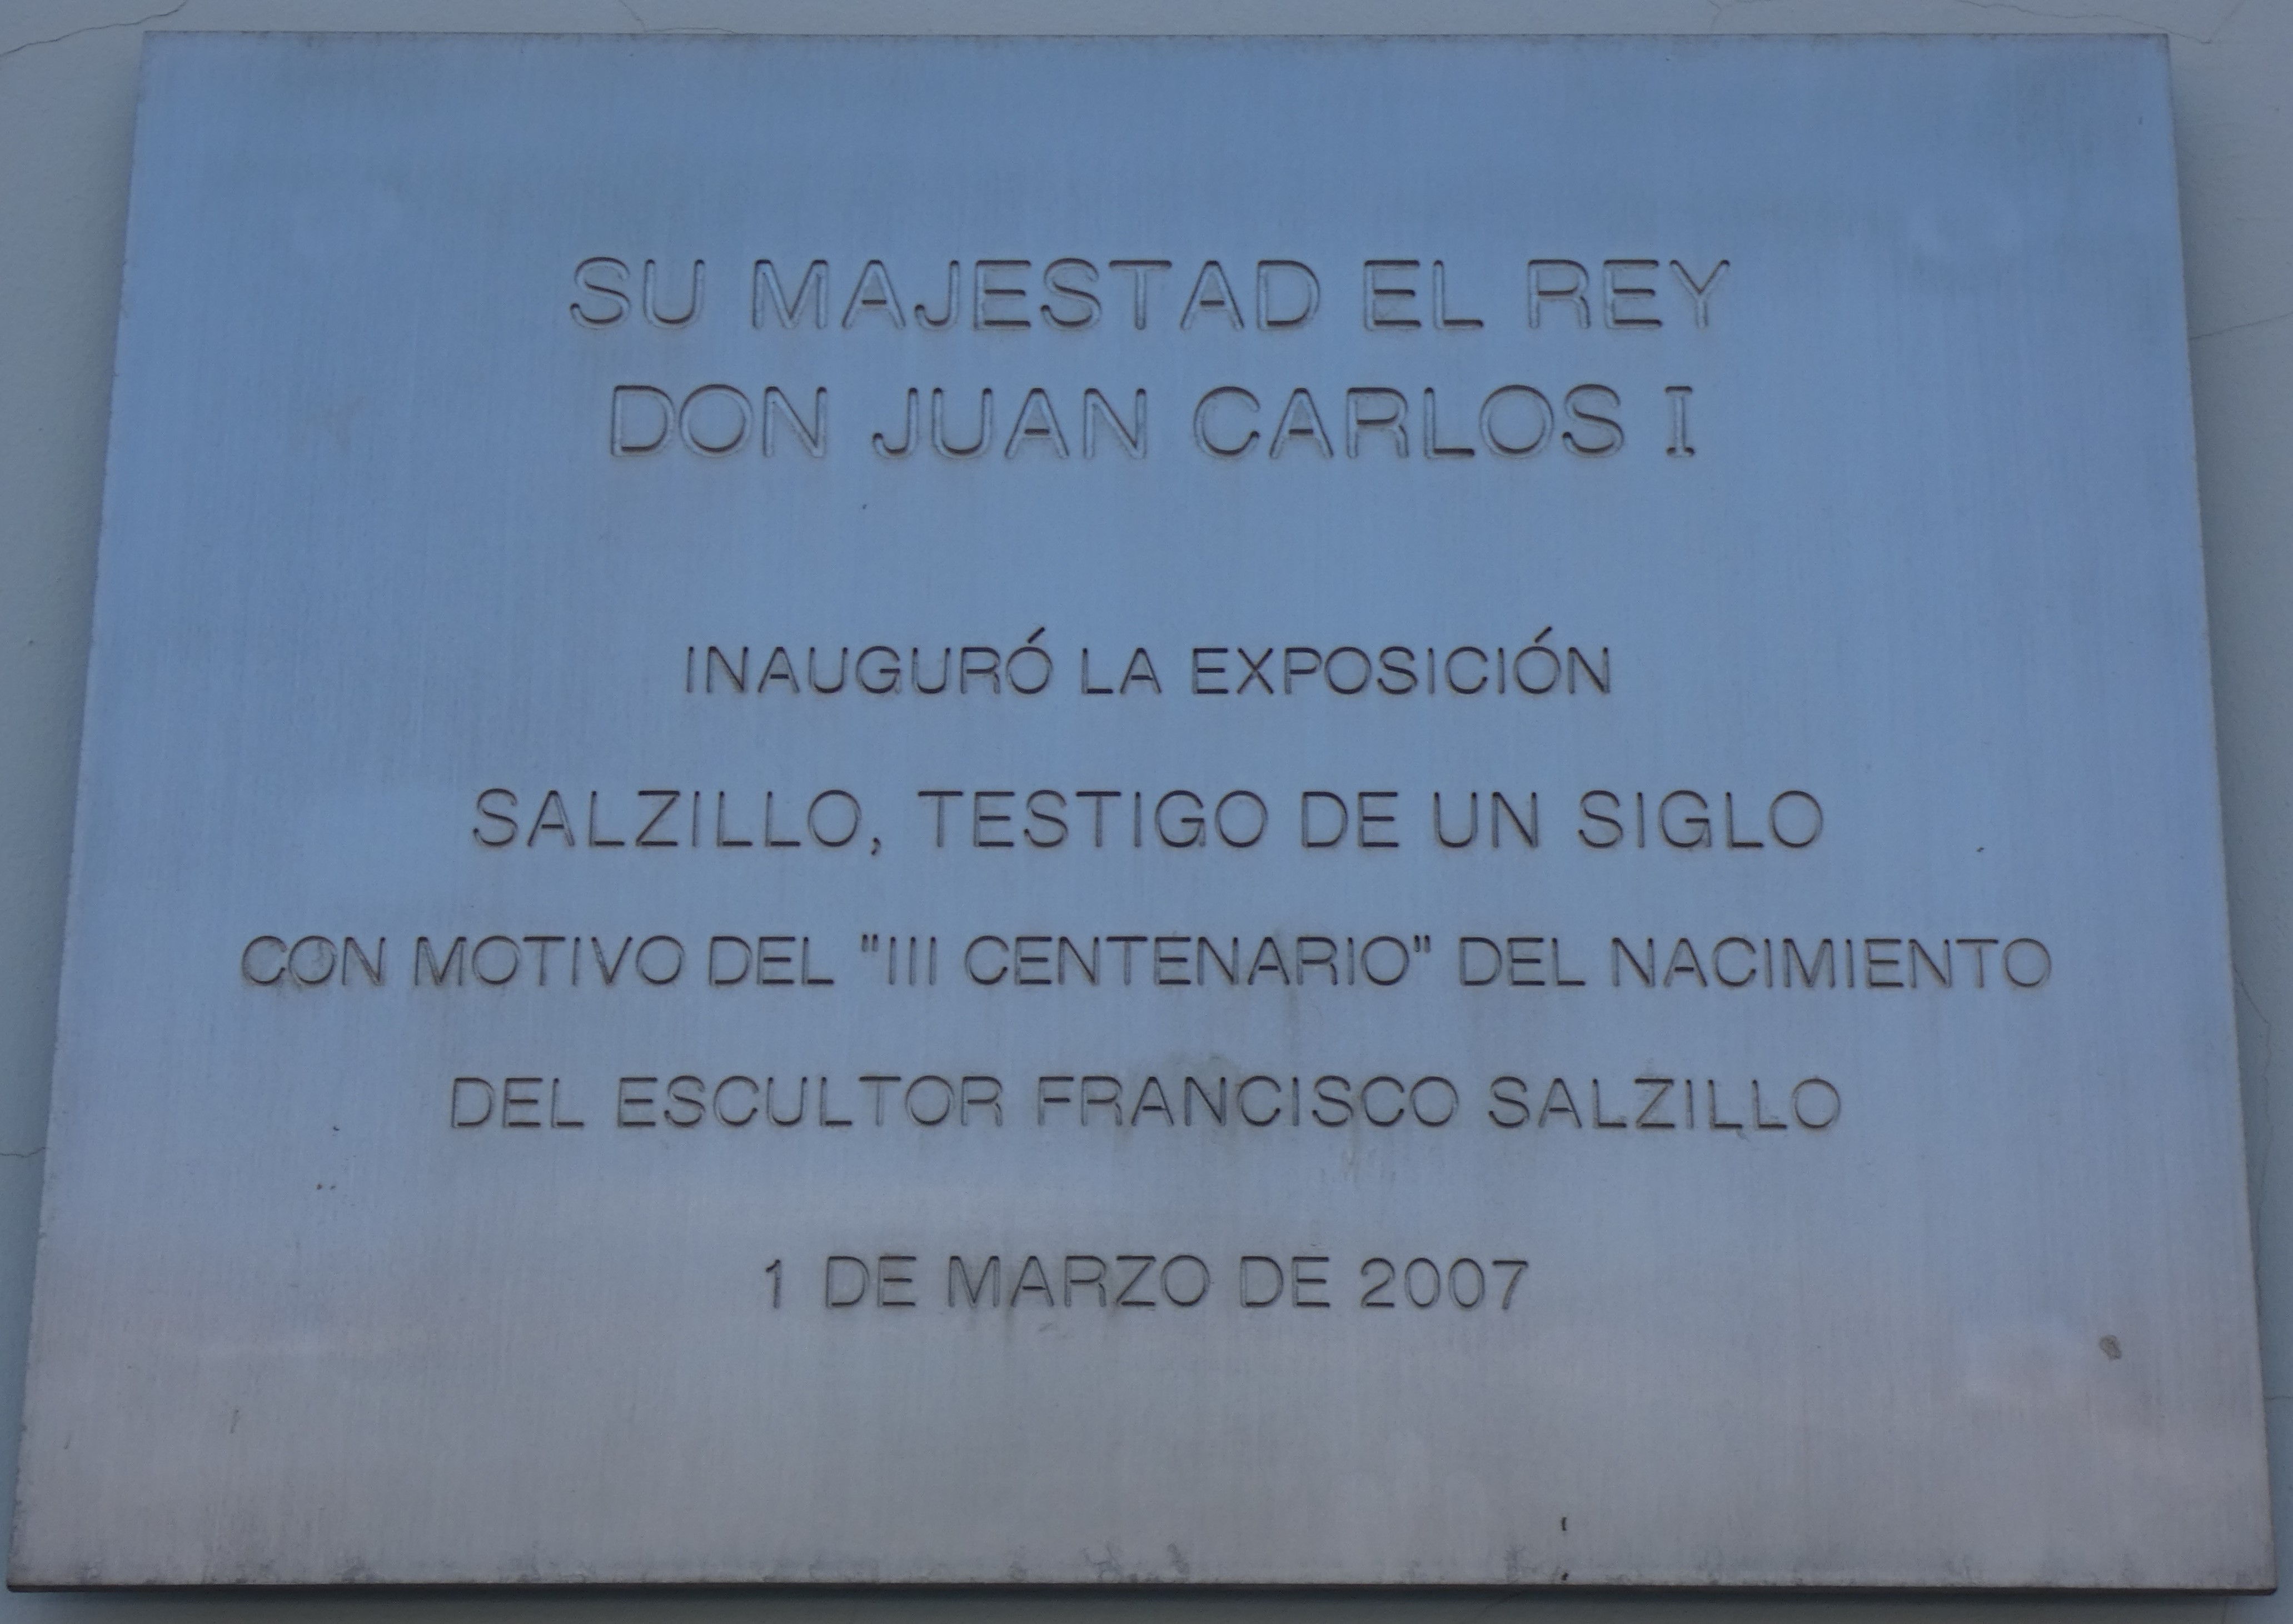 SU MAJESTAD EL REY
DON JUAN CARLOS I
INAUGURÓ LA EXPOSICIÓN
SALZILLO, TESTIGO DE UN SIGLO
CON MOTIVO DEL "III CENTENARIO" DEL NACIMIENTO
DEL ESCULTOR FRANCISCO SALZILLO
1 DE MARZO DE 2007